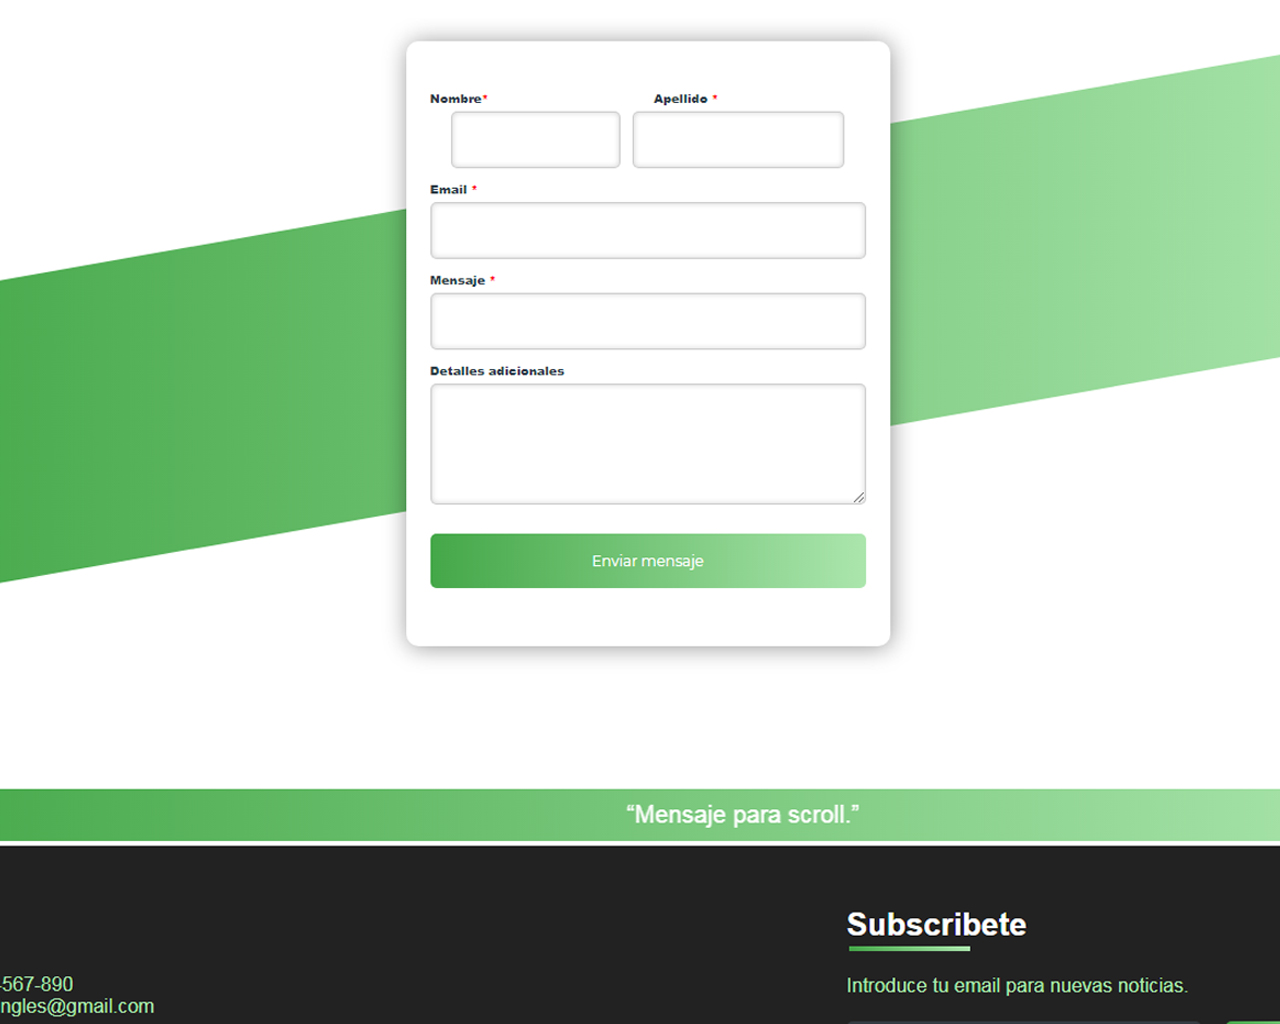 Nombre*
Apellido *
Email *
Mensaje *
Detalles adicionales
Enviar mensaje
“Mensaje para scroll.”
Subscribete
-567-890
ngles@gmail.com
Introduce tu email para nuevas noticias.